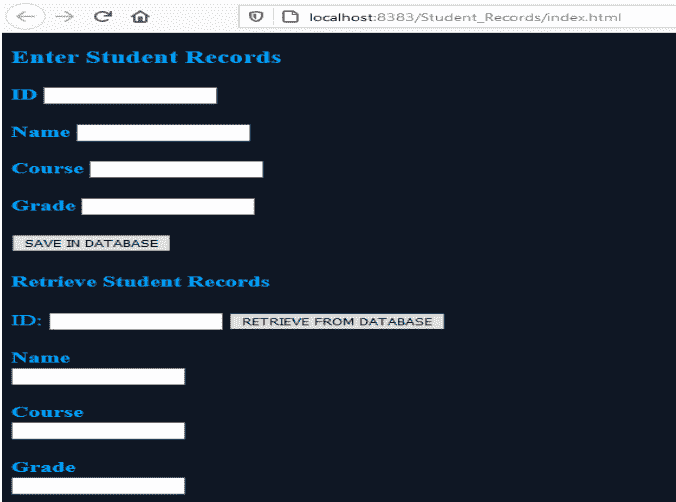 localhost:8383/Student_Records/index.html
Enter Student Records
ID
Name
Course
Grade
SAVE IN DATABASE
Retrieve Student Records
ID: RETRIEVE FROM DATABASE
Name
Course
Grade